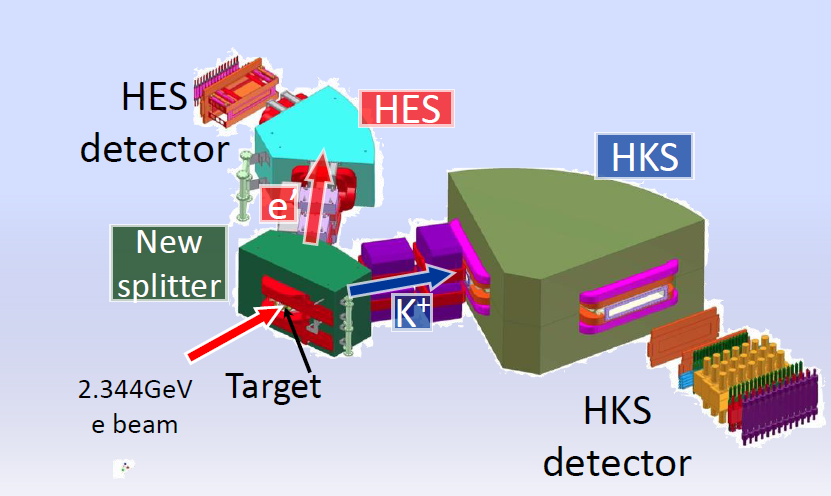 HES
detector
HES
HKS
e'
New
splitter
K+
2.344GeV
e beam
Target
HKS
detector